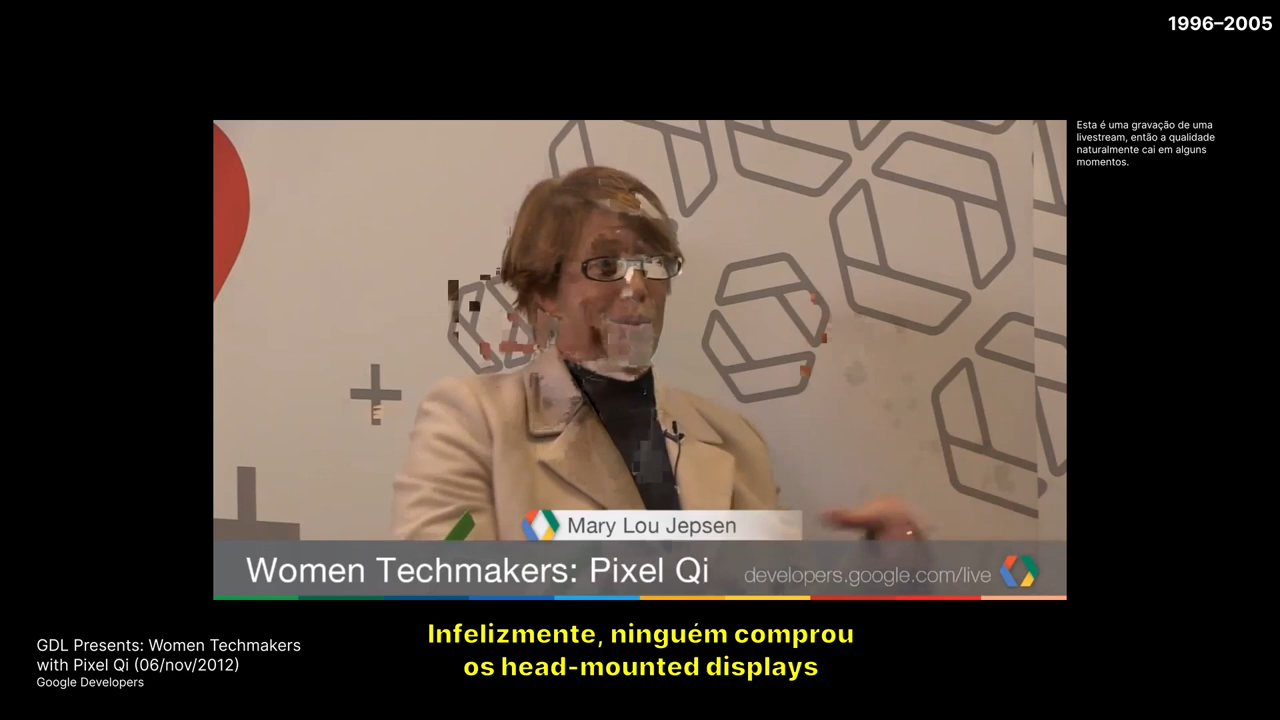 1996–2005
Esta é uma gravação de uma
livestream, então a qualidade
naturalmente cai em alguns
momentos.
Mary Lou Jepsen
Women Techmakers: Pixel Qi
developers.google.com/live
Infelizmente, ninguém comprou
os head-mounted displays
GDL Presents: Women Techmakers
with Pixel Qi (06/nov/2012)
Google Developers